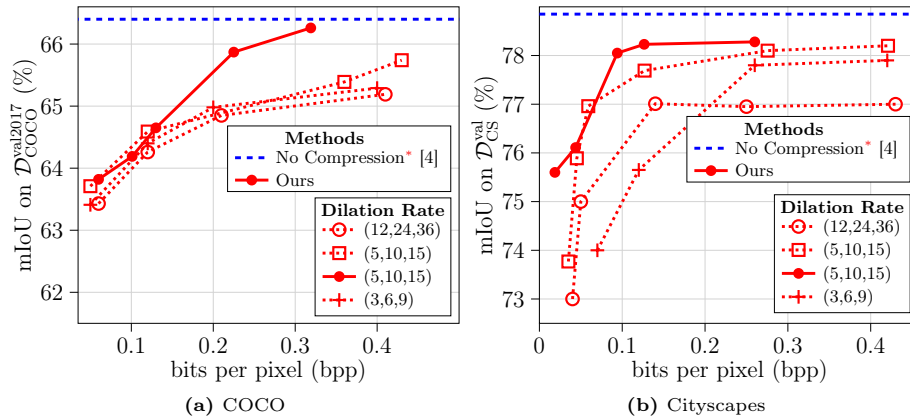 mIoU on D^val2017_COCO (%)
66
65
64
63
62
0.1
0.2
0.3
0.4
bits per pixel (bpp)
Methods
No Compression* [4]
Ours
Dilation Rate
(12,24,36)
(5,10,15)
(5,10,15)
(3,6,9)
(a) COCO
mIoU on D^val_CS (%)
78
77
76
75
74
73
0
0.1
0.2
0.3
0.4
bits per pixel (bpp)
Methods
No Compression* [4]
Ours
Dilation Rate
(12,24,36)
(5,10,15)
(5,10,15)
(3,6,9)
(b) Cityscapes